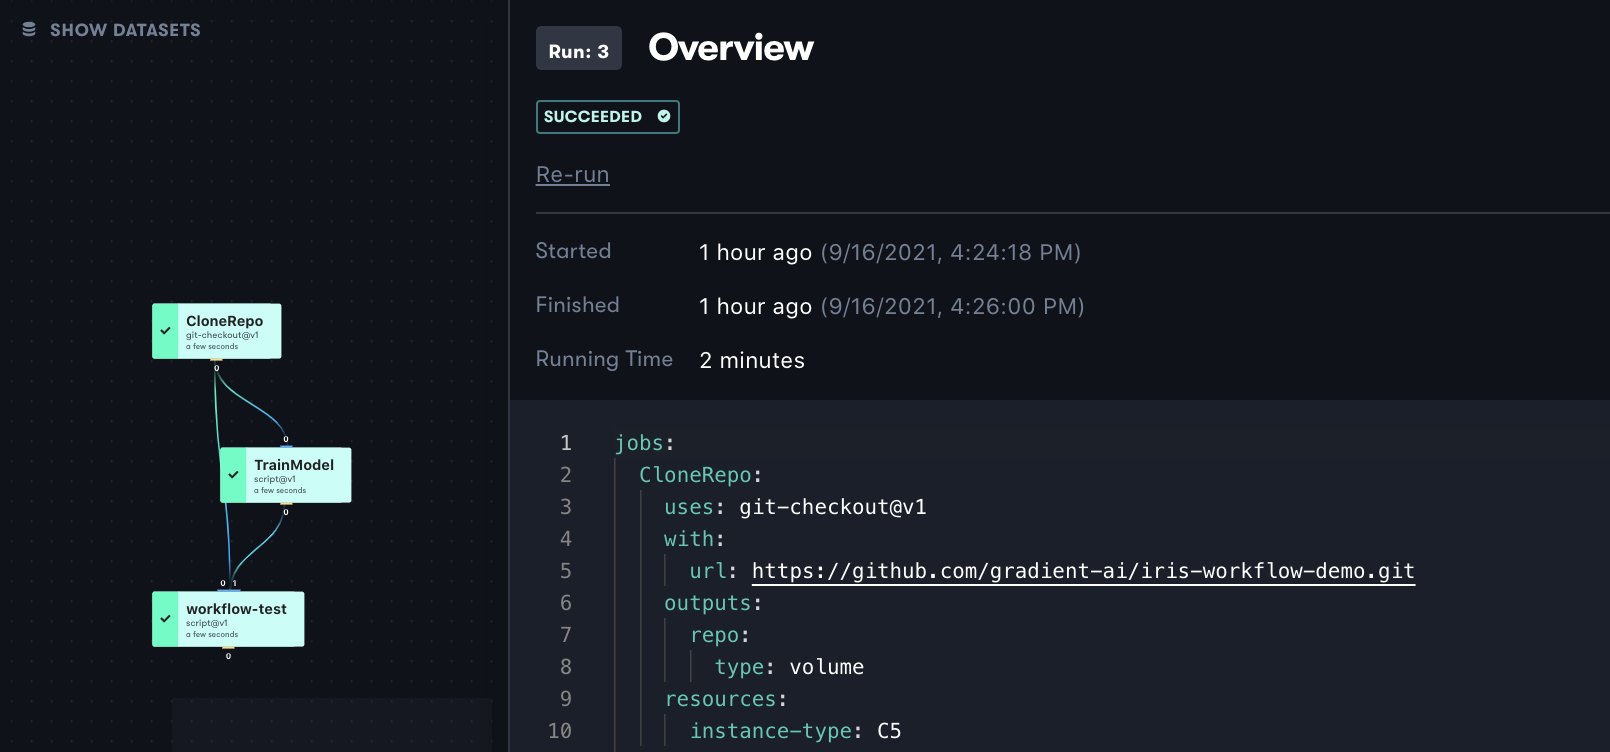 SHOW DATASETS
CloneRepo
git-checkout@v1
a few seconds
0
0
TrainModel
script@v1
a few seconds
0
0 1
workflow-test
script@v1
a few seconds
0
Run: 3
Overview
SUCCEEDED
Re-run
Started 1 hour ago (9/16/2021, 4:24:18 PM)
Finished 1 hour ago (9/16/2021, 4:26:00 PM)
Running Time 2 minutes
1 jobs:
2 CloneRepo:
3 uses: git-checkout@v1
4 with:
5 url: https://github.com/gradient-ai/iris-workflow-demo.git
6 outputs:
7 repo:
8 type: volume
9 resources:
10 instance-type: C5